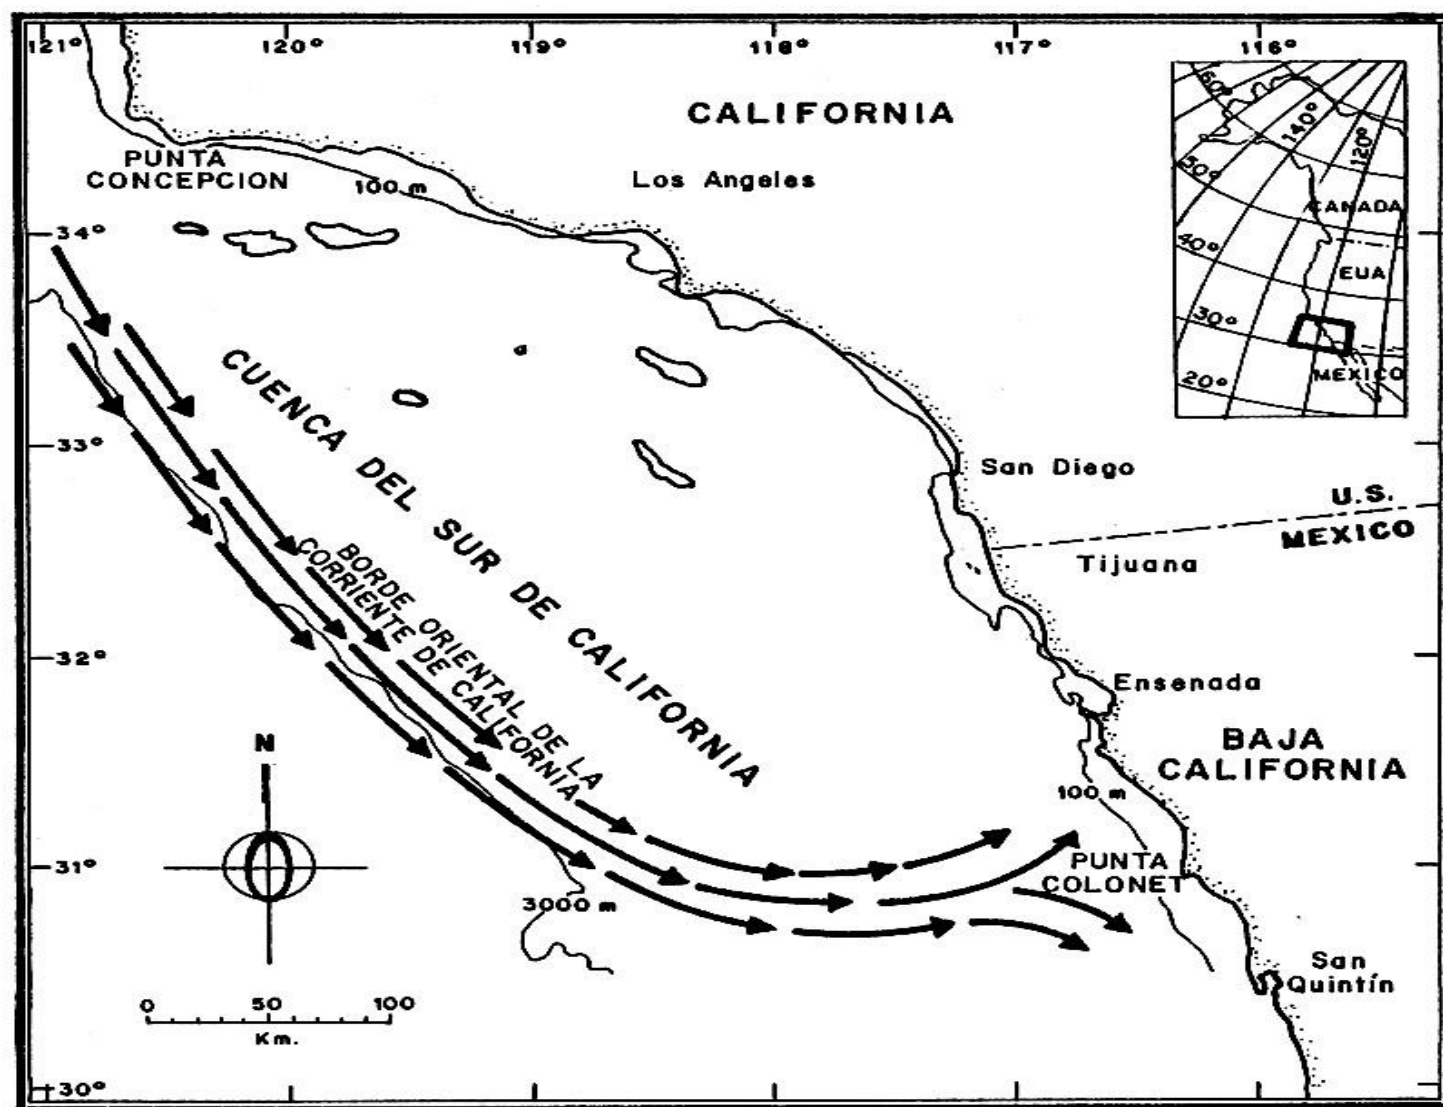 121° 120° 119° 118° 117° 116°
CALIFORNIA
PUNTA
CONCEPCION
100 m
Los Angeles
34°
33°
32°
31°
30°
CUENCA DEL SUR DE CALIFORNIA
BORDE ORIENTAL DE LA
CORRIENTE DE CALIFORNIA
San Diego
U.S.
MEXICO
Tijuana
Ensenada
BAJA
CALIFORNIA
100 m
PUNTA
COLONET
3000 m
San
Quintín
N
0 50 100
Km.
60°
140°
120°
50°
CANADA
40°
EUA
30°
MEXICO
20°